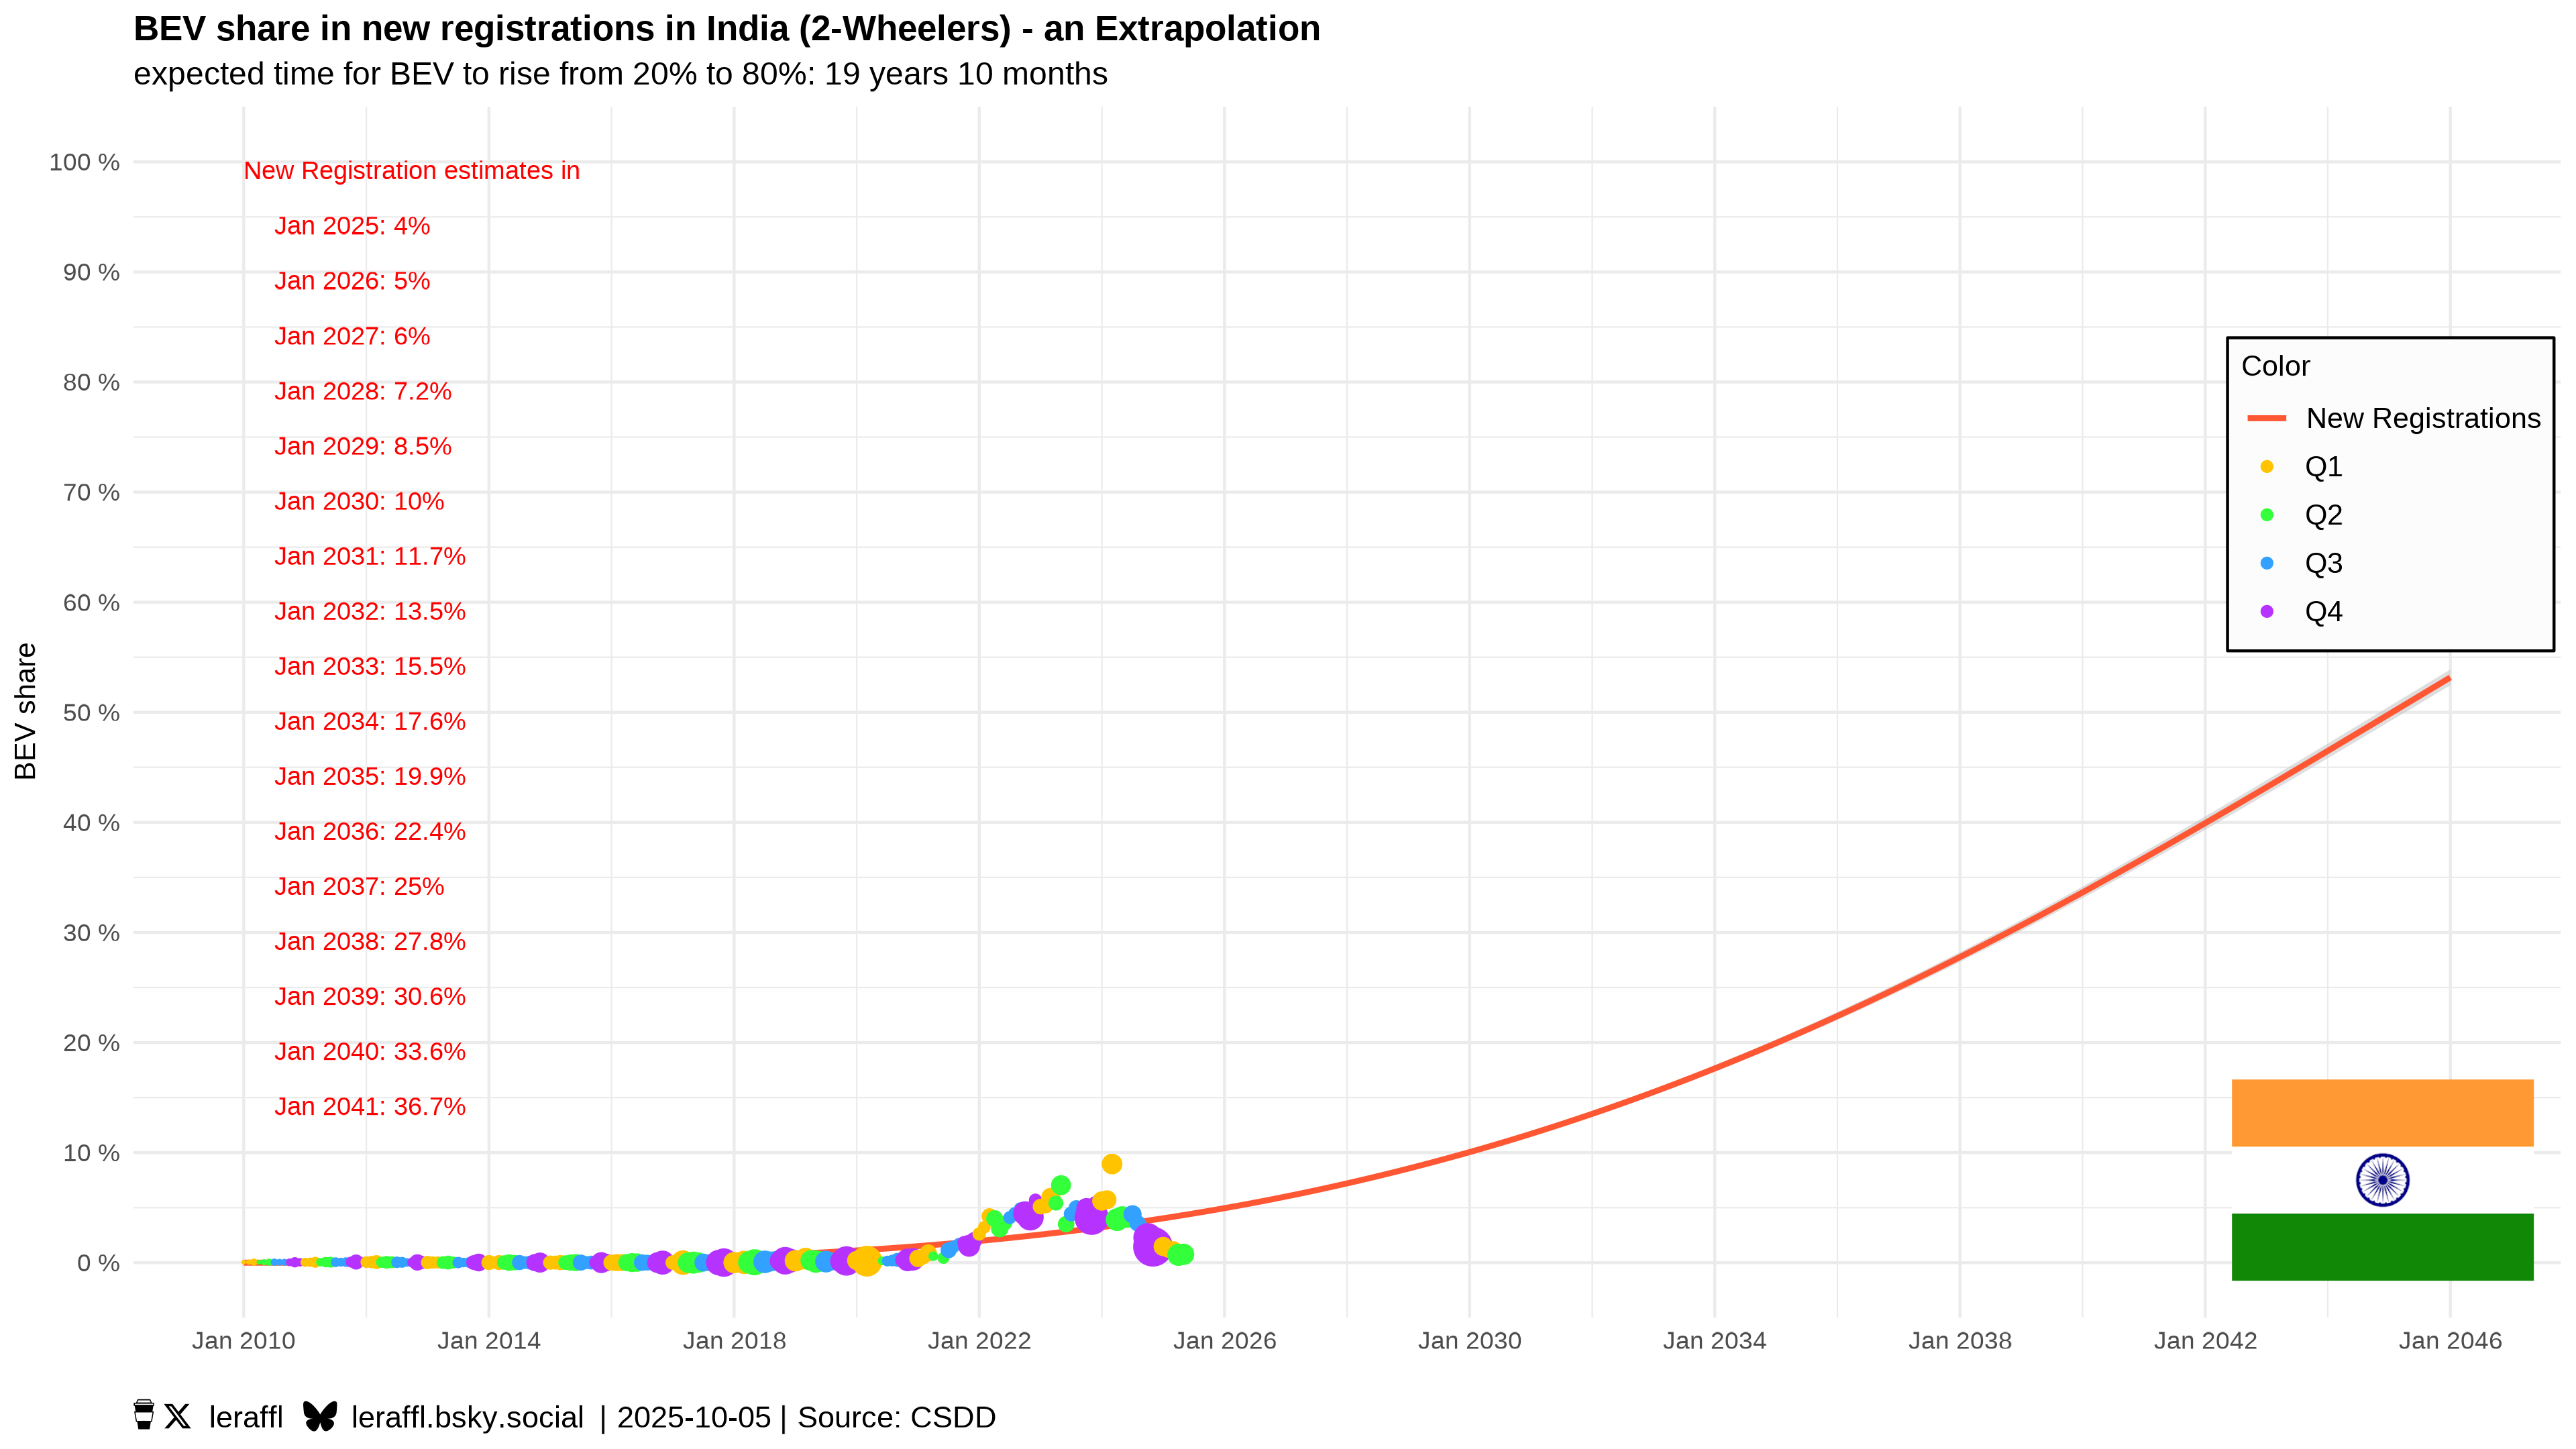 BEV share in new registrations in India (2-Wheelers) - an Extrapolation
expected time for BEV to rise from 20% to 80%: 19 years 10 months
BEV share
100 %
90 %
80 %
70 %
60 %
50 %
40 %
30 %
20 %
10 %
0 %
New Registration estimates in
Jan 2025: 4%
Jan 2026: 5%
Jan 2027: 6%
Jan 2028: 7.2%
Jan 2029: 8.5%
Jan 2030: 10%
Jan 2031: 11.7%
Jan 2032: 13.5%
Jan 2033: 15.5%
Jan 2034: 17.6%
Jan 2035: 19.9%
Jan 2036: 22.4%
Jan 2037: 25%
Jan 2038: 27.8%
Jan 2039: 30.6%
Jan 2040: 33.6%
Jan 2041: 36.7%
Color
New Registrations
Q1
Q2
Q3
Q4
Jan 2010
Jan 2014
Jan 2018
Jan 2022
Jan 2026
Jan 2030
Jan 2034
Jan 2038
Jan 2042
Jan 2046
leraffl leraffl.bsky.social | 2025-10-05 | Source: CSDD